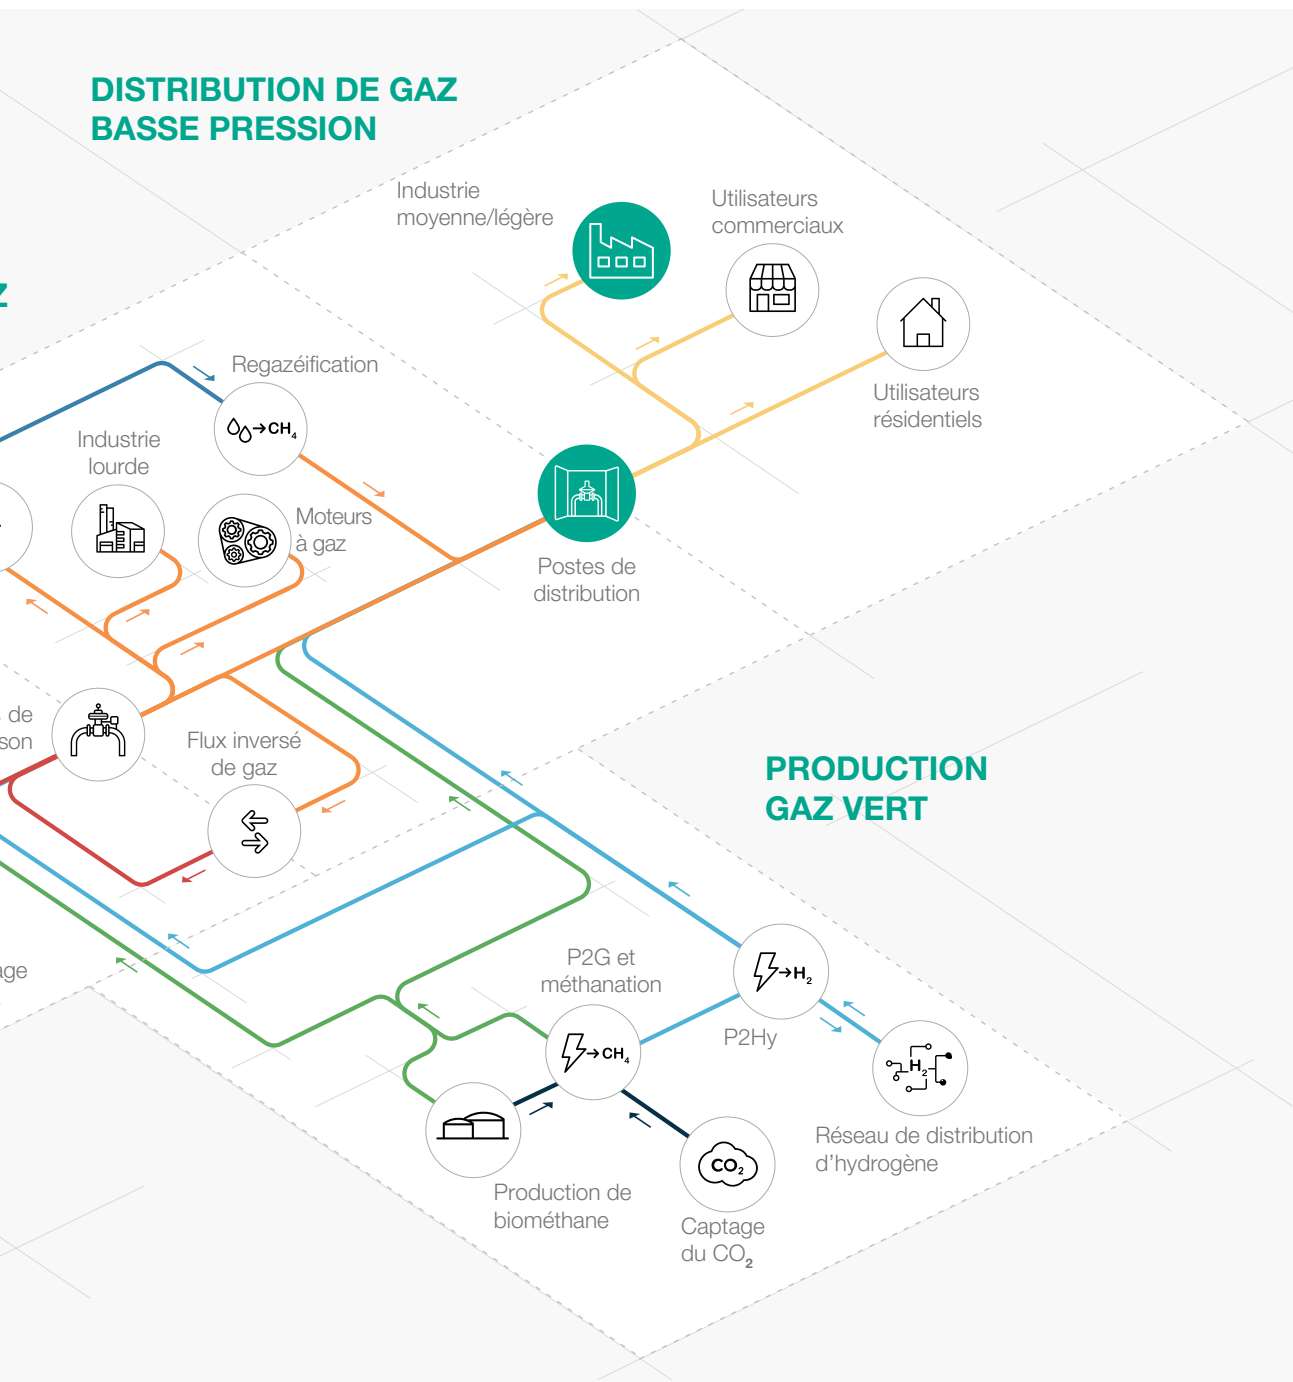 DISTRIBUTION DE GAZ
BASSE PRESSION
Industrie
moyenne/légère
Utilisateurs
commerciaux
Z
Regazéification
→CH4
Utilisateurs
résidentiels
Industrie
lourde
Moteurs
à gaz
Postes de
distribution
de
son
Flux inversé
de gaz
PRODUCTION
GAZ VERT
age
P2G et
méthanation
→H2
P2Hy
→CH4
H2
Réseau de distribution
d'hydrogène
CO2
Production de
biométhane
Captage
du CO2